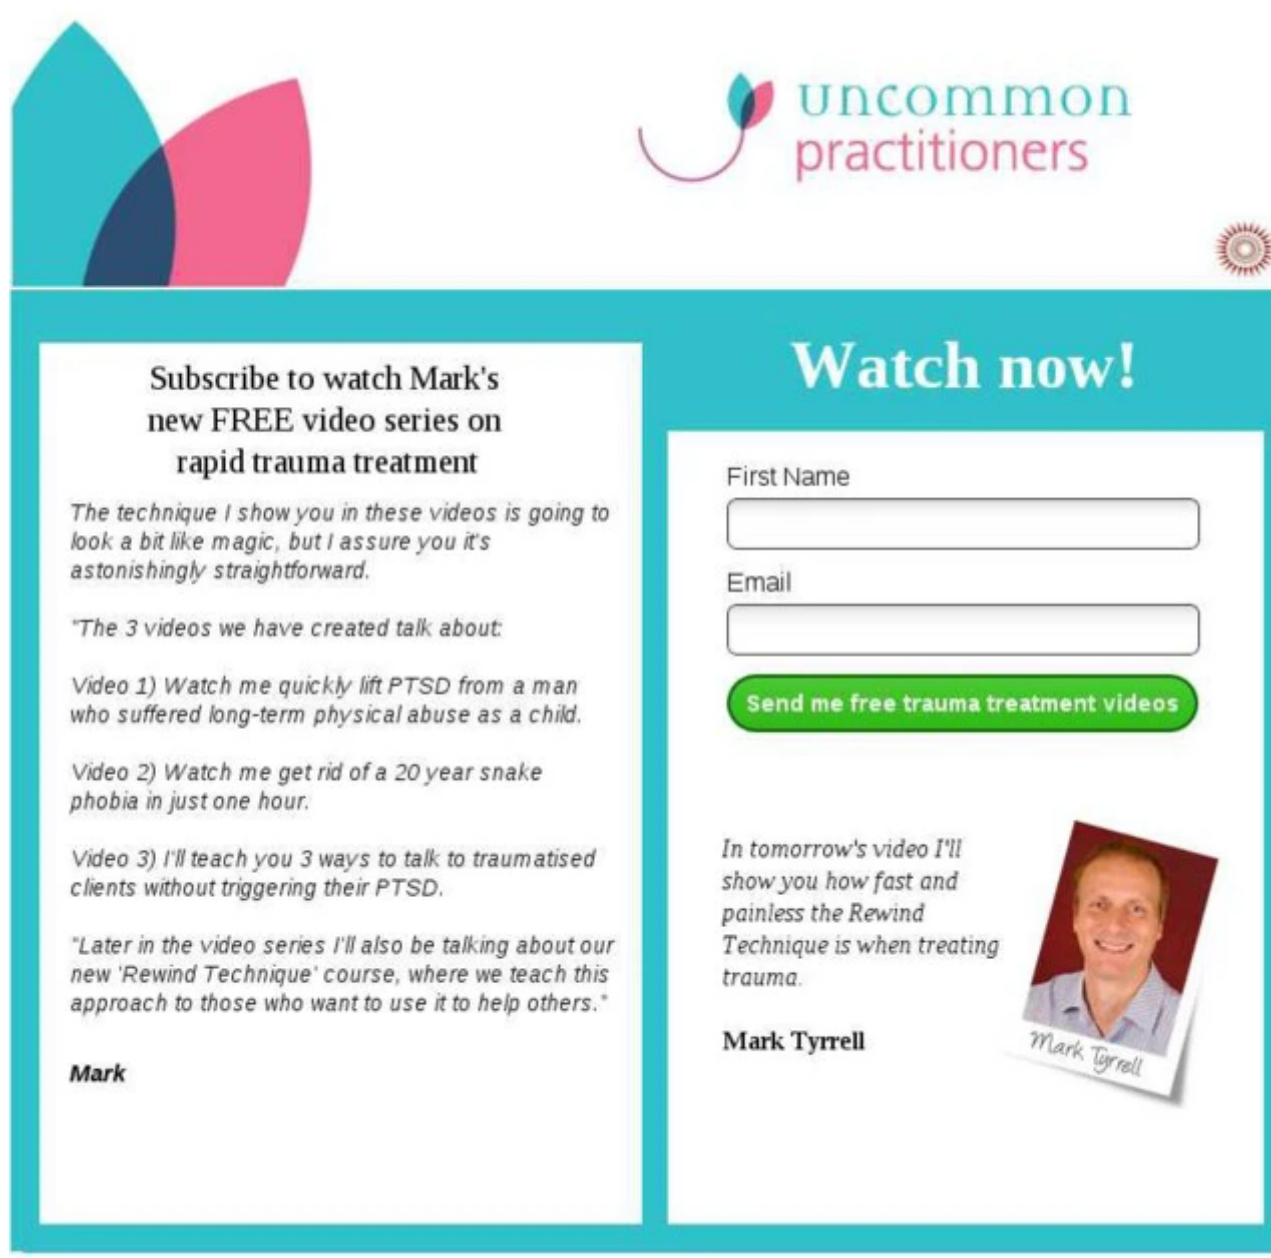 uncommon
practitioners
Subscribe to watch Mark's
new FREE video series on
rapid trauma treatment
The technique I show you in these videos is going to
look a bit like magic, but I assure you it's
astonishingly straightforward.
"The 3 videos we have created talk about:
Video 1) Watch me quickly lift PTSD from a man
who suffered long-term physical abuse as a child.
Video 2) Watch me get rid of a 20 year snake
phobia in just one hour.
Video 3) I'll teach you 3 ways to talk to traumatised
clients without triggering their PTSD.
"Later in the video series I'll also be talking about our
new 'Rewind Technique' course, where we teach this
approach to those who want to use it to help others."
Mark
Watch now!
First Name
Email
Send me free trauma treatment videos
In tomorrow's video I'll
show you how fast and
painless the Rewind
Technique is when treating
trauma.
Mark Tyrrell
Mark Tyrrell